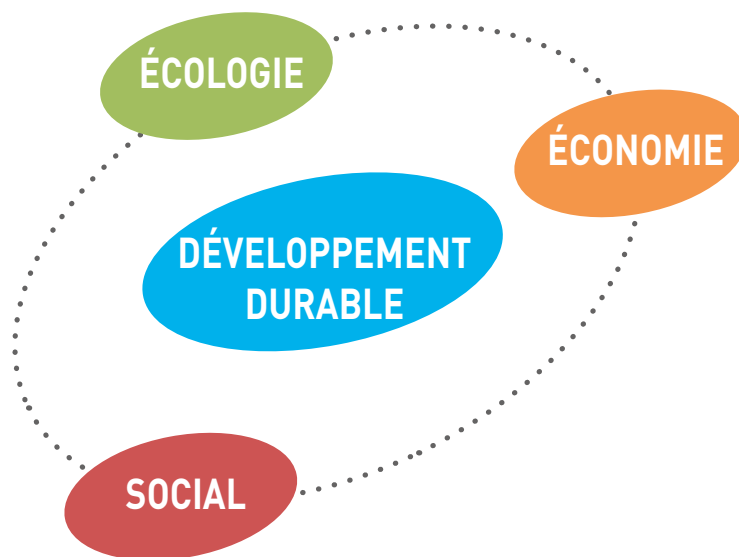 ÉCOLOGIE
ÉCONOMIE
DÉVELOPPEMENT
DURABLE
SOCIAL